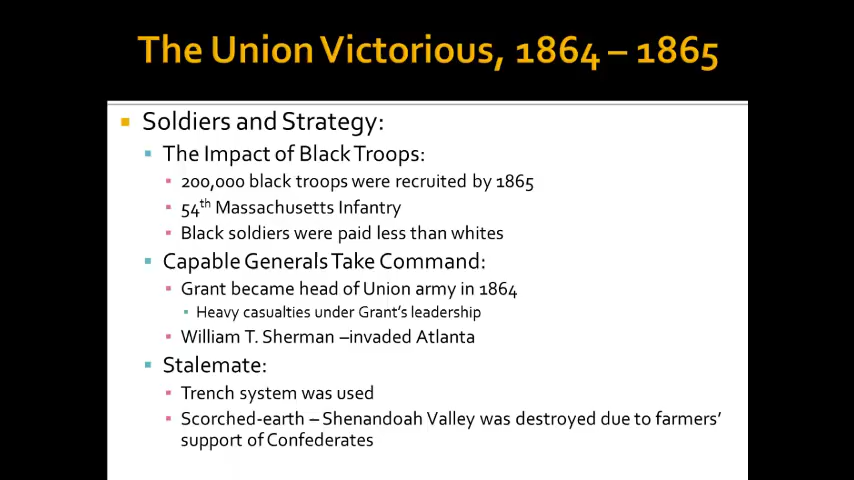 The Union Victorious, 1864 – 1865
Soldiers and Strategy:
The Impact of Black Troops:
200,000 black troops were recruited by 1865
54th Massachusetts Infantry
Black soldiers were paid less than whites
Capable Generals Take Command:
Grant became head of Union army in 1864
Heavy casualties under Grant's leadership
William T. Sherman –invaded Atlanta
Stalemate:
Trench system was used
Scorched-earth – Shenandoah Valley was destroyed due to farmers'
support of Confederates